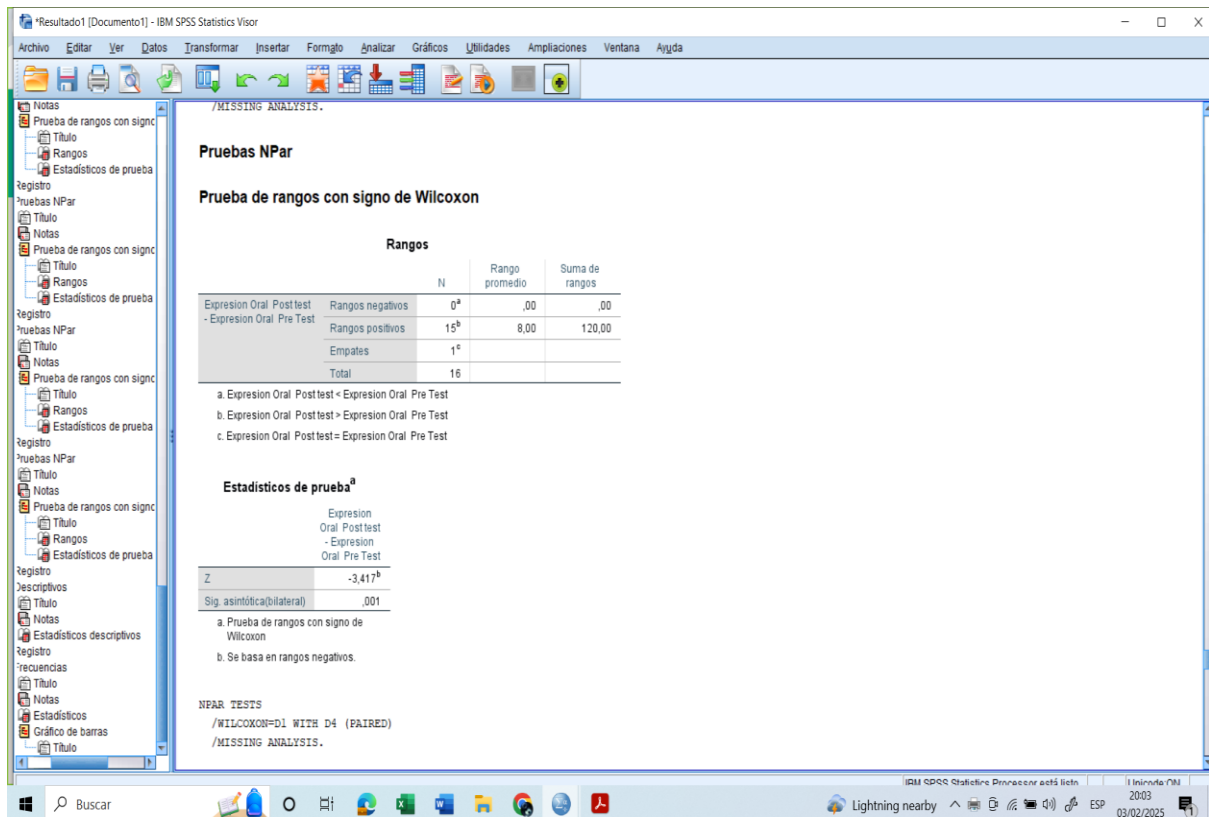 *Resultado1 [Documento1] - IBM SPSS Statistics Visor
Archivo Editar Ver Datos Transformar Insertar Formato Analizar Gráficos Utilidades Ampliaciones Ventana Ayuda
Notas
Prueba de rangos con signo
Título
Rangos
Estadísticos de prueba
Registro
Pruebas NPar
Título
Notas
Prueba de rangos con signo
Título
Rangos
Estadísticos de prueba
Registro
Pruebas NPar
Título
Notas
Prueba de rangos con signo
Título
Rangos
Estadísticos de prueba
Registro
Pruebas NPar
Título
Notas
Prueba de rangos con signo
Título
Rangos
Estadísticos de prueba
Registro
Descriptivos
Título
Notas
Estadísticos descriptivos
Registro
Frecuencias
Título
Notas
Estadísticos
Gráfico de barras
Título
/MISSING ANALYSIS.
Pruebas NPar
Prueba de rangos con signo de Wilcoxon
Rangos
N Rango promedio Suma de rangos
Expresion Oral Posttest - Expresion Oral Pre Test
Rangos negativos 0a ,00 ,00
Rangos positivos 15b 8,00 120,00
Empates 1c
Total 16
a. Expresion Oral Posttest < Expresion Oral Pre Test
b. Expresion Oral Posttest > Expresion Oral Pre Test
c. Expresion Oral Posttest = Expresion Oral Pre Test
Estadísticos de pruebaa
Expresion
Oral Posttest
- Expresion
Oral Pre Test
Z -3,417b
Sig. asintótica(bilateral) ,001
a. Prueba de rangos con signo de
Wilcoxon
b. Se basa en rangos negativos.
NPAR TESTS
/WILCOXON=D1 WITH D4 (PAIRED)
/MISSING ANALYSIS.
IBM SPSS Statistics Processor está listo Unicode:ON
Buscar
Lightning nearby
ESP
20:03
03/02/2025